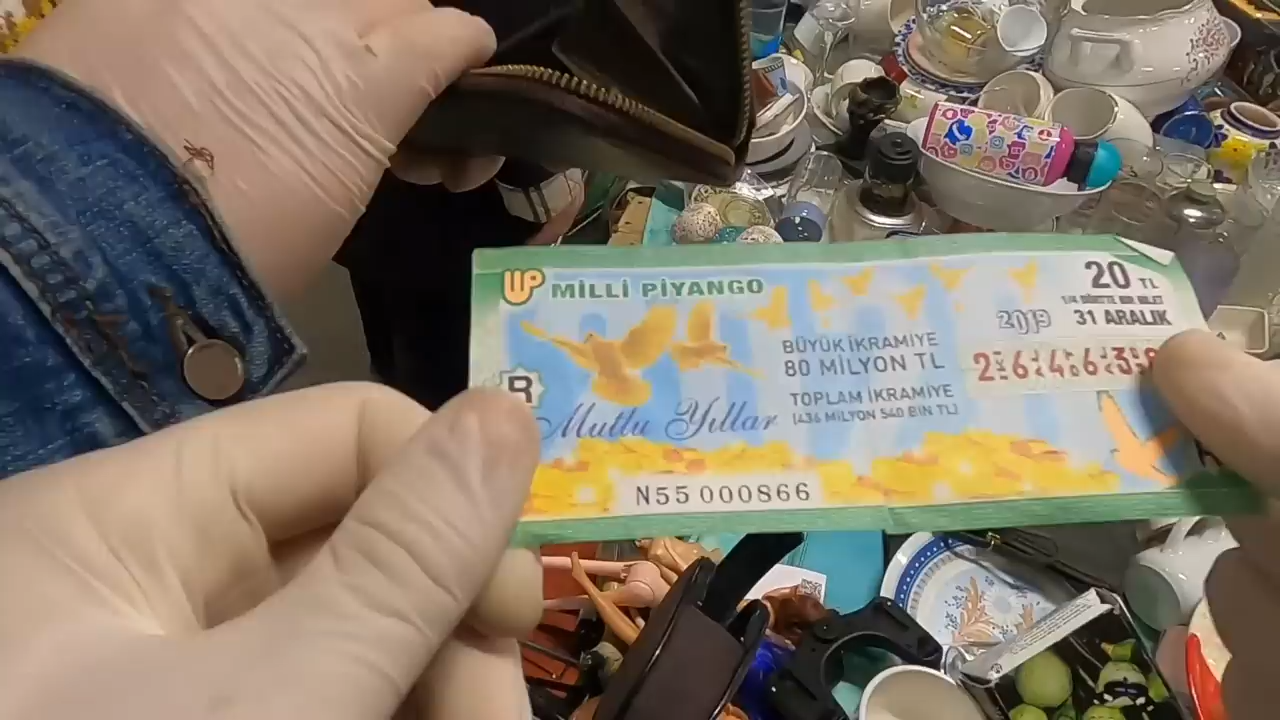 MİLLİ PİYANGO
20 TL
2019
31 ARALIK
BÜYÜK İKRAMİYE
80 MİLYON TL
TOPLAM İKRAMİYE
(436 MİLYON 540 BİN TL)
R
Mutlu Yıllar
N55 000866